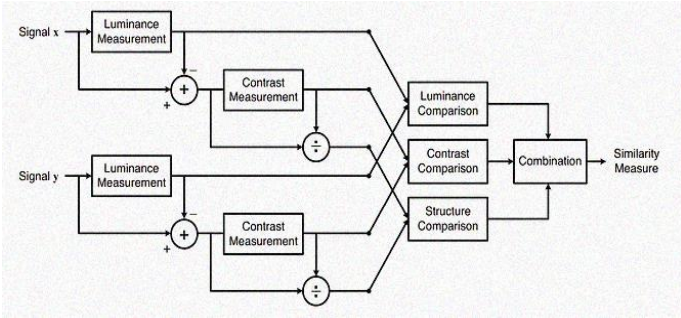 Signal x
Luminance
Measurement
−
+
+
Contrast
Measurement
÷
Luminance
Comparison
Signal y
Luminance
Measurement
−
+
+
Contrast
Measurement
÷
Contrast
Comparison
Structure
Comparison
Combination
Similarity
Measure